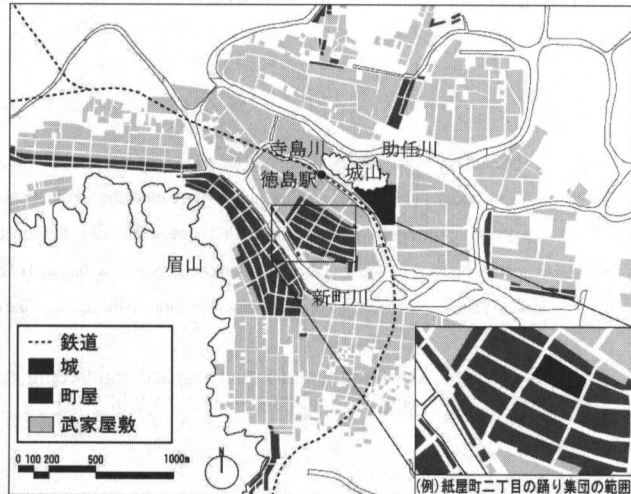 寺島川
助任川
徳島駅
城山
眉山
新町川
鉄道
城
町屋
武家屋敷
0 100 200 500 1000m
N
(例)紙屋町二丁目の踊り集団の範囲